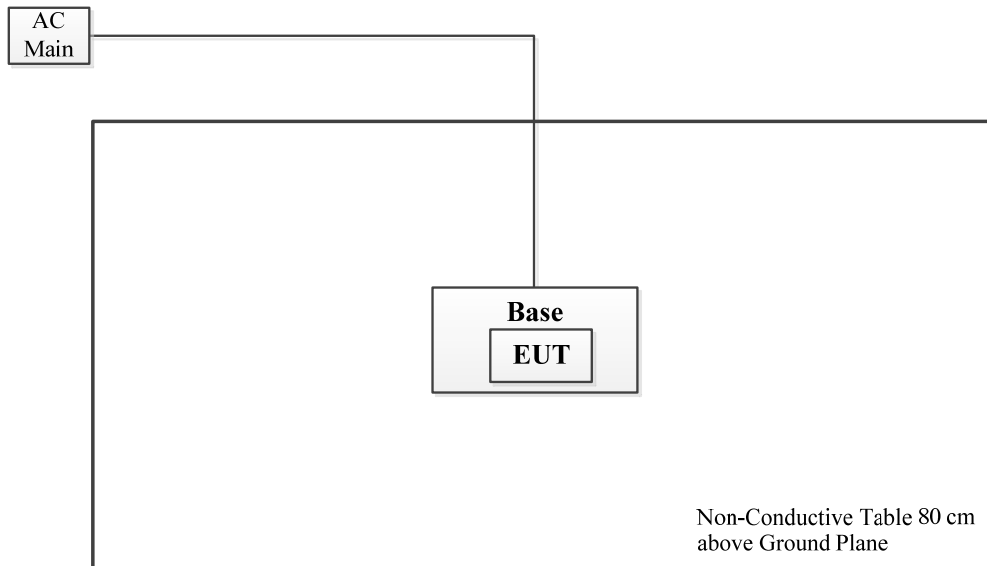 AC
Main
Base
EUT
Non-Conductive Table 80 cm
above Ground Plane